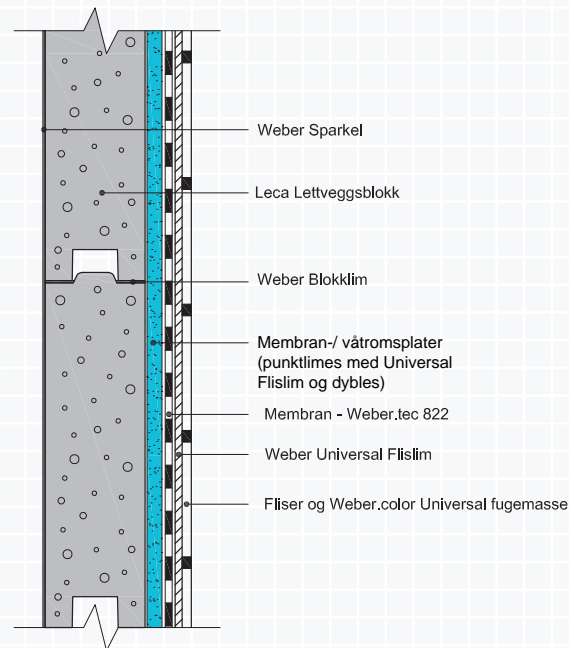 Weber Sparkel
Leca Lettveggsblokk
Weber Blokklim
Membran-/ våtromsplater
(punktlimes med Universal
Flislim og dybles)
Membran - Weber.tec 822
Weber Universal Flislim
Fliser og Weber.color Universal fugemasse